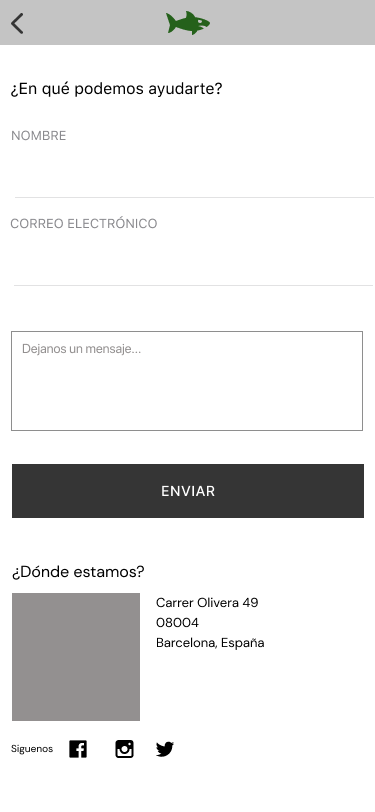 ¿En qué podemos ayudarte?
NOMBRE
CORREO ELECTRÓNICO
Dejanos un mensaje...
ENVIAR
¿Dónde estamos?
Carrer Olivera 49
08004
Barcelona, España
Siguenos